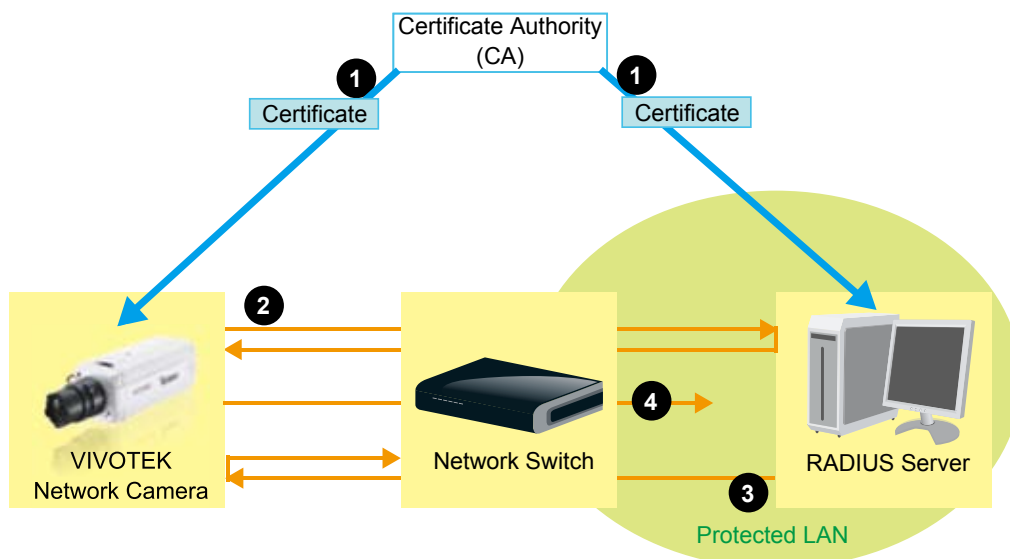 Certificate Authority
(CA)
1
1
Certificate
Certificate
2
4
VIVOTEK
Network Camera
Network Switch
RADIUS Server
3
Protected LAN